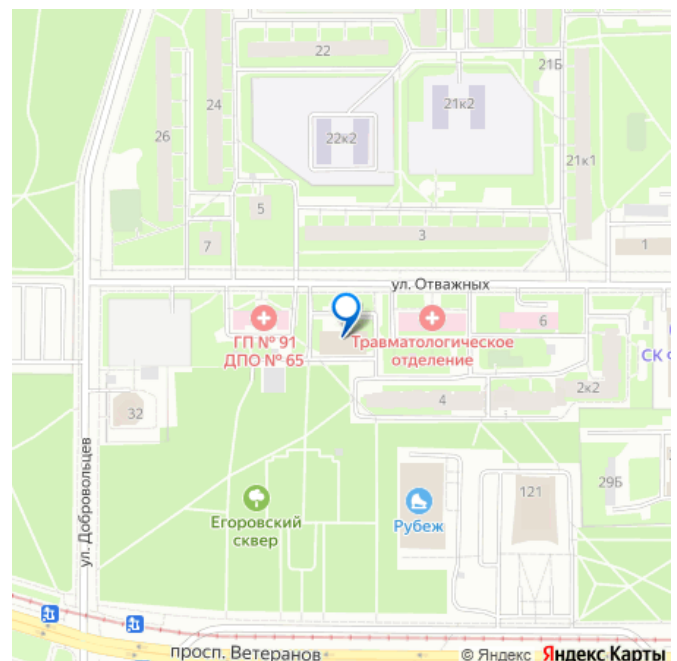 22
21Б
24
21к2
26
22к2
21к1
5
7
3
1
ул. Отважных
ГП № 91
ДПО № 65
Травматологическое
отделение
6
СК
2к2
32
4
ул. Добровольцев
Егоровский
сквер
Рубеж
121
29Б
просп. Ветеранов
© Яндекс Яндекс Карты